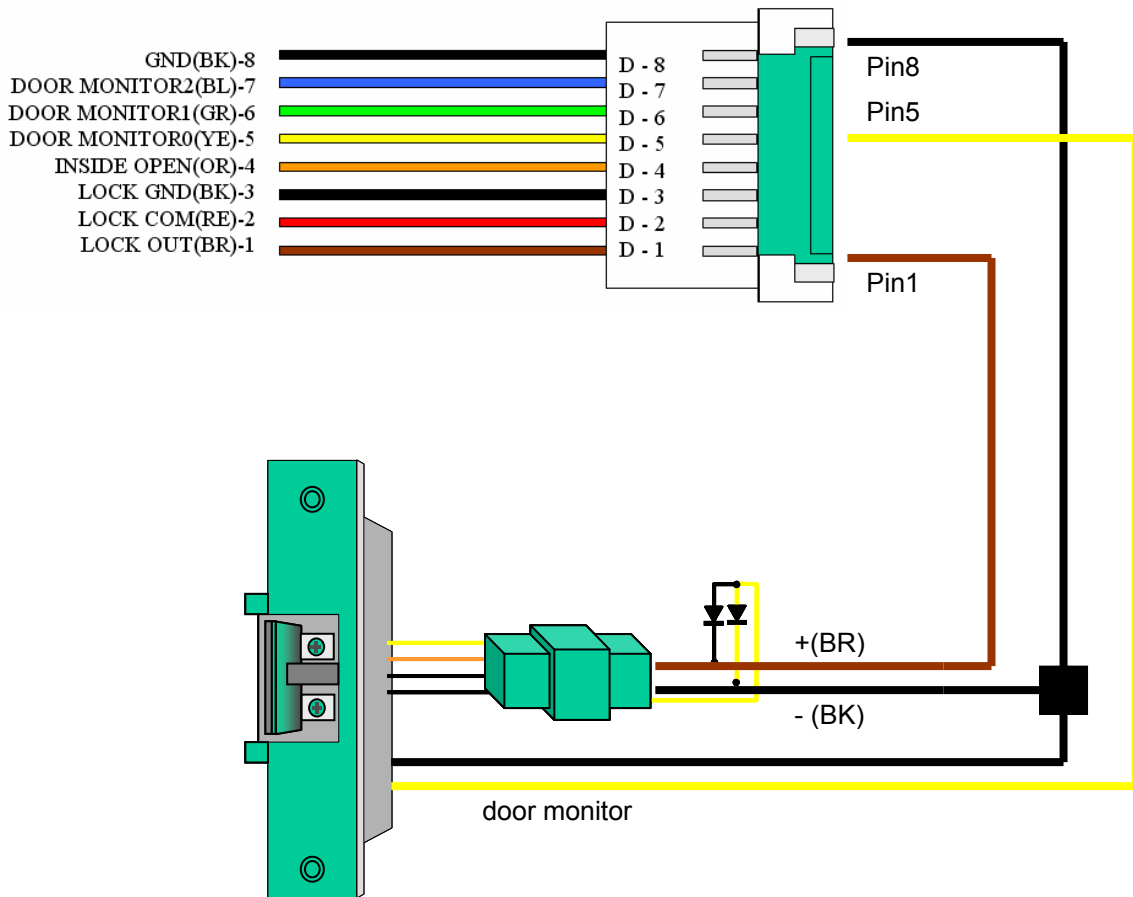 GND(BK)-8
DOOR MONITOR2(BL)-7
DOOR MONITOR1(GR)-6
DOOR MONITOR0(YE)-5
INSIDE OPEN(OR)-4
LOCK GND(BK)-3
LOCK COM(RE)-2
LOCK OUT(BR)-1
D - 8
D - 7
D - 6
D - 5
D - 4
D - 3
D - 2
D - 1
Pin8
Pin5
Pin1
+(BR)
- (BK)
door monitor